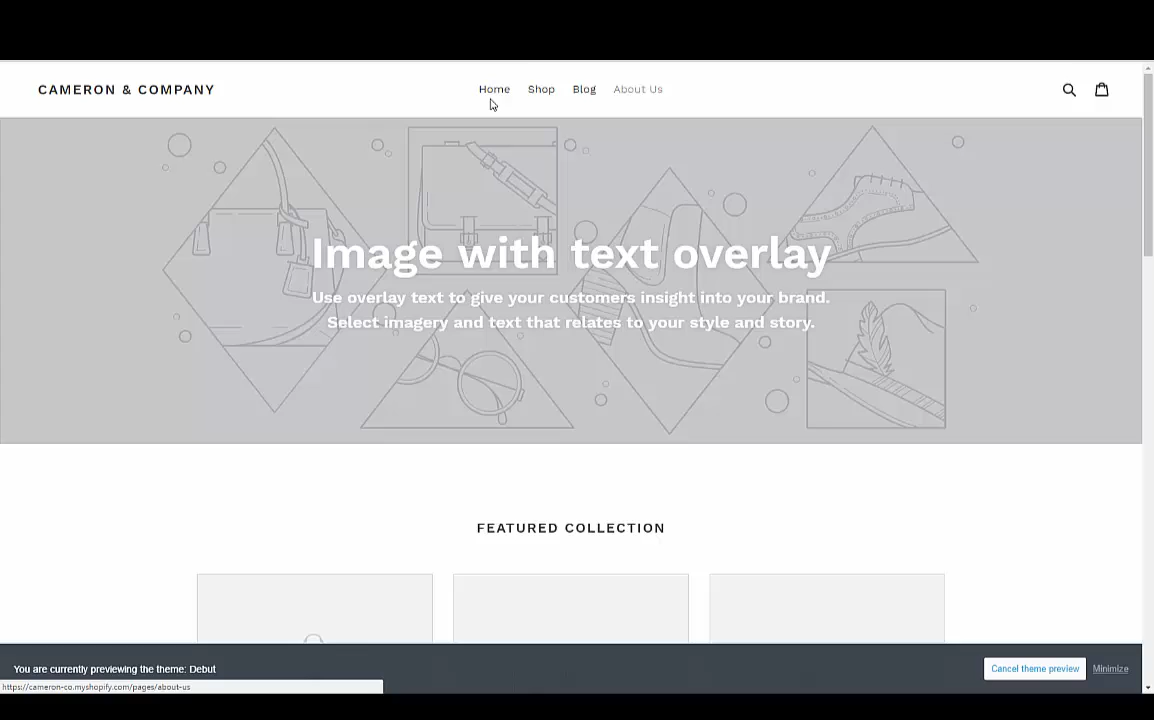 CAMERON & COMPANY
Home Shop Blog About Us
Image with text overlay
Use overlay text to give your customers insight into your brand.
Select imagery and text that relates to your style and story.
FEATURED COLLECTION
You are currently previewing the theme: Debut
Cancel theme preview
Minimize
https://cameron-co.myshopify.com/pages/about-us